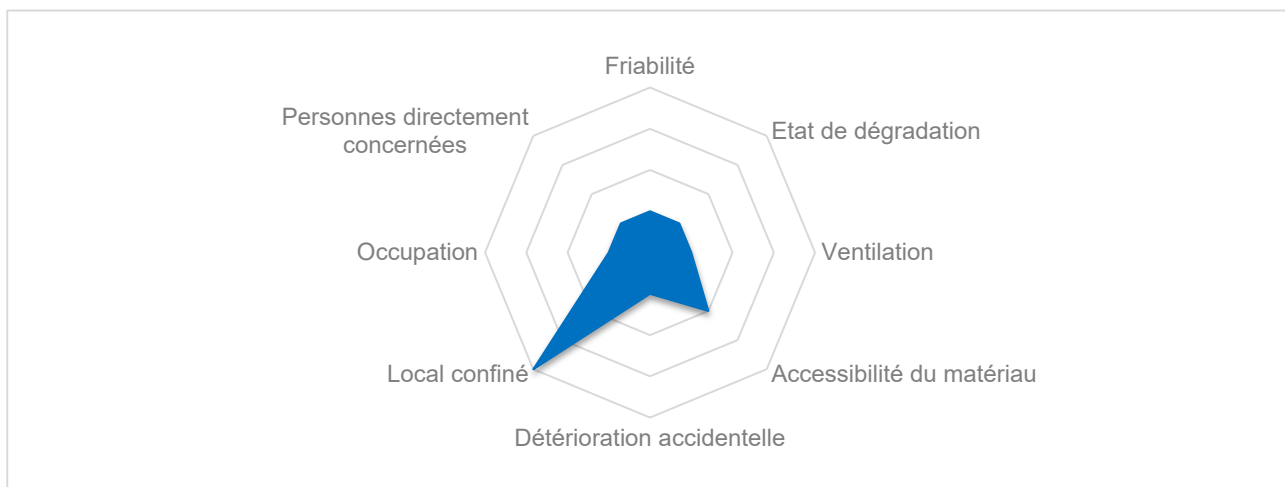 Friabilité
Personnes directement
concernées
Etat de dégradation
Occupation
Ventilation
Local confiné
Accessibilité du matériau
Détérioration accidentelle